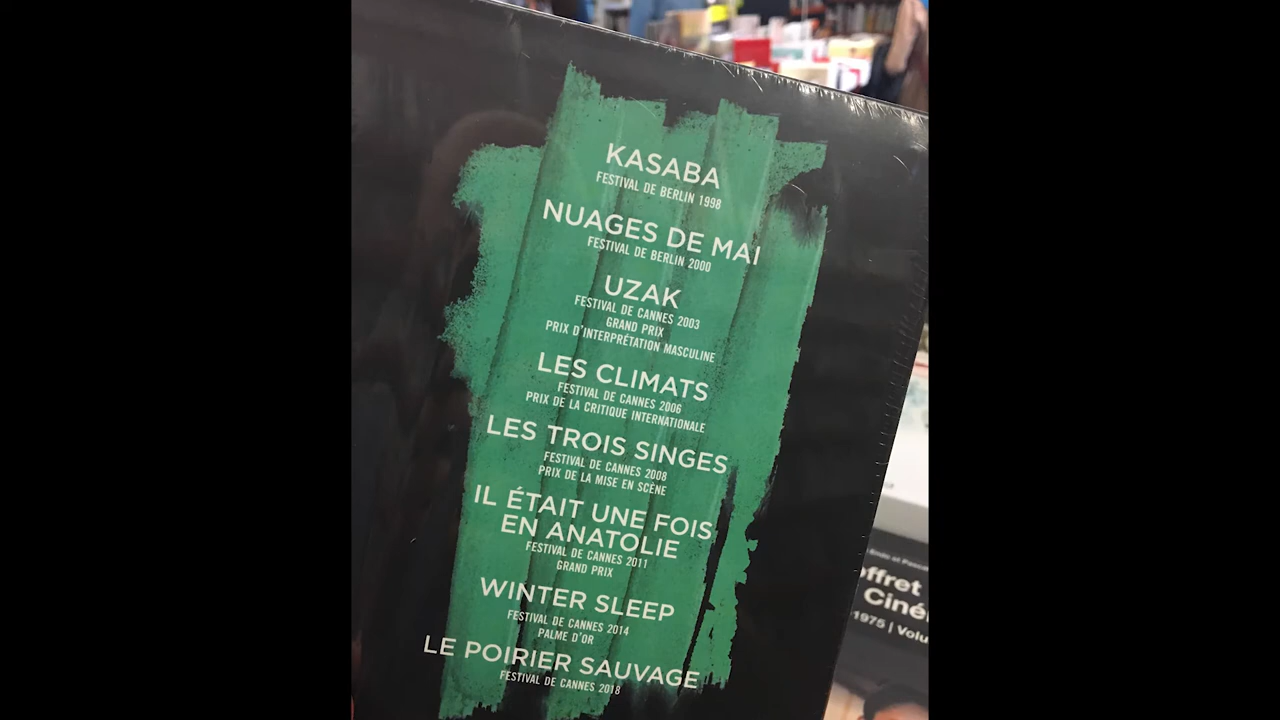 KASABA
FESTIVAL DE BERLIN 1998
NUAGES DE MAI
FESTIVAL DE BERLIN 2000
UZAK
FESTIVAL DE CANNES 2003
GRAND PRIX
PRIX D'INTERPRÉTATION MASCULINE
LES CLIMATS
FESTIVAL DE CANNES 2006
PRIX DE LA CRITIQUE INTERNATIONALE
LES TROIS SINGES
FESTIVAL DE CANNES 2008
PRIX DE LA MISE EN SCÈNE
IL ÉTAIT UNE FOIS
EN ANATOLIE
FESTIVAL DE CANNES 2011
GRAND PRIX
WINTER SLEEP
FESTIVAL DE CANNES 2014
PALME D'OR
LE POIRIER SAUVAGE
FESTIVAL DE CANNES 2018
ffret
Ciné
1975 | Volu